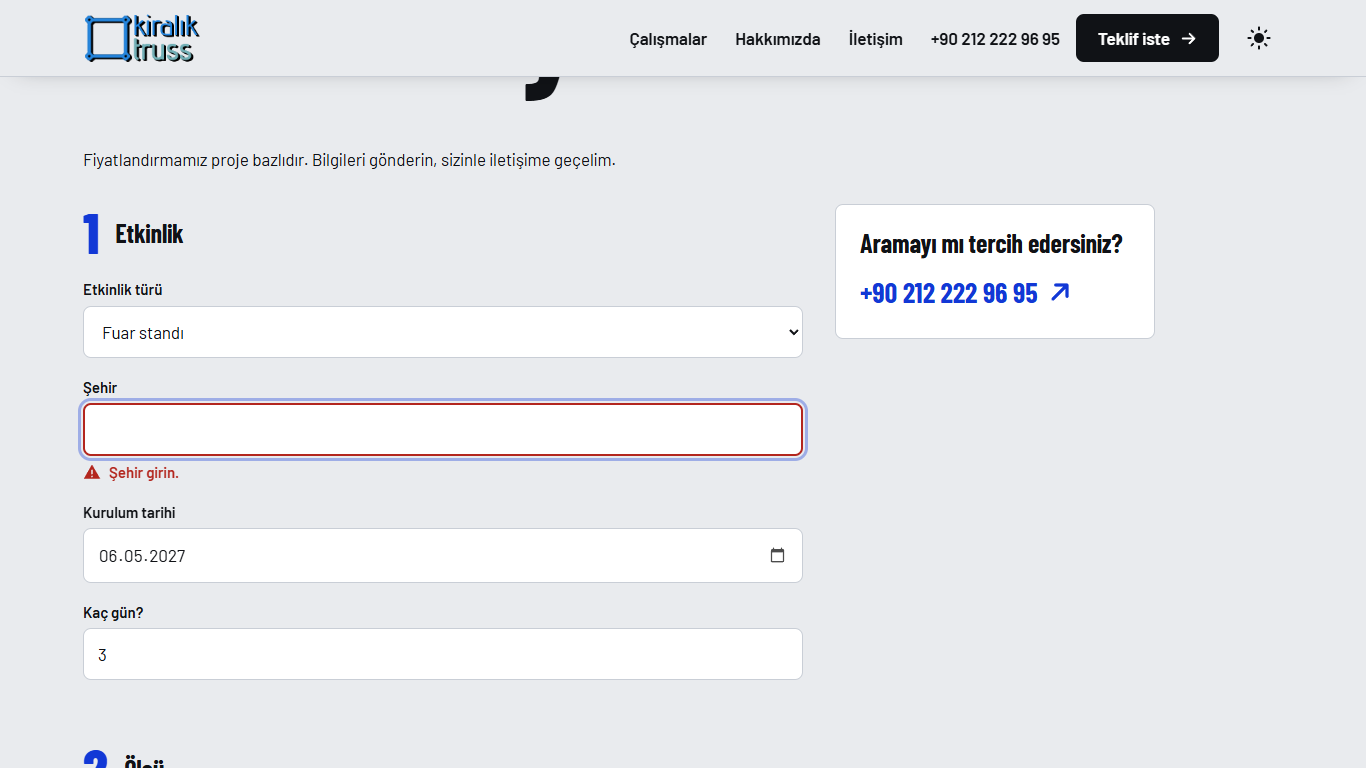 kiralık
truss
Çalışmalar
Hakkımızda
İletişim
+90 212 222 96 95
Teklif iste
Fiyatlandırmamız proje bazlıdır. Bilgileri gönderin, sizinle iletişime geçelim.
1 Etkinlik
Etkinlik türü
Fuar standı
Şehir
Şehir girin.
Kurulum tarihi
06.05.2027
Kaç gün?
3
Aramayı mı tercih edersiniz?
+90 212 222 96 95
2 Ölçü